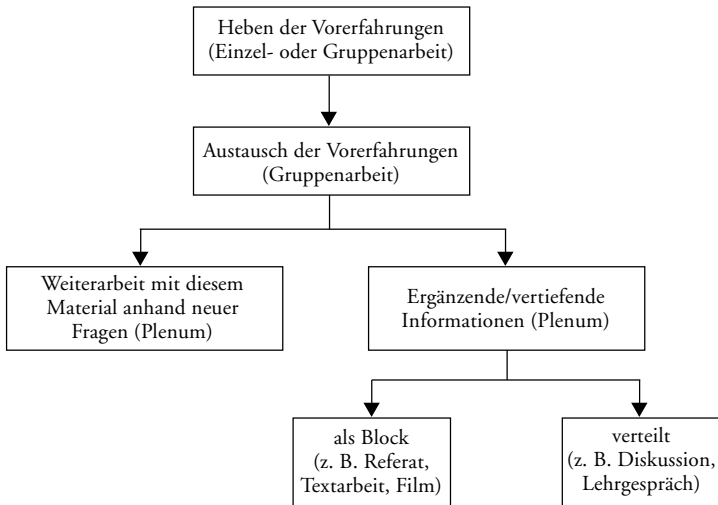 Heben der Vorerfahrungen
(Einzel- oder Gruppenarbeit)
Austausch der Vorerfahrungen
(Gruppenarbeit)
Weiterarbeit mit diesem
Material anhand neuer
Fragen (Plenum)
Ergänzende/vertiefende
Informationen (Plenum)
als Block
(z. B. Referat,
Textarbeit, Film)
verteilt
(z. B. Diskussion,
Lehrgespräch)